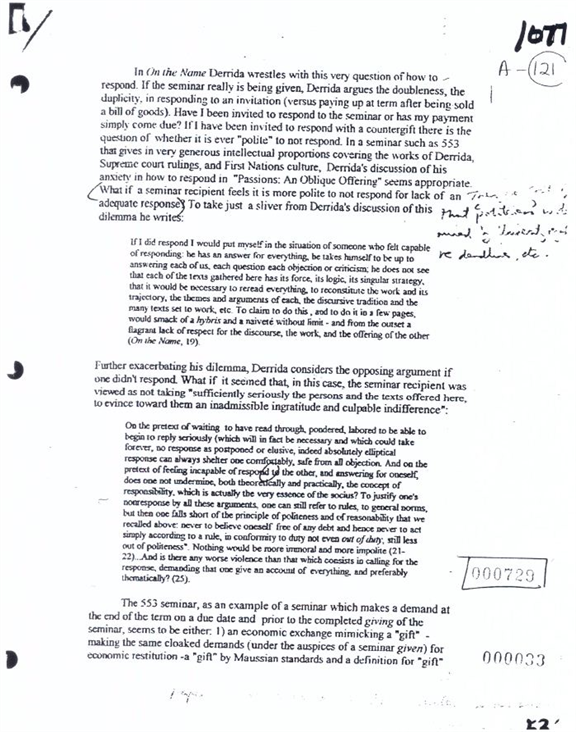 1077
A-121
In On the Name Derrida wrestles with this very question of how to
respond. If the seminar really is being given, Derrida argues the doubleness, the
duplicity, in responding to an invitation (versus paying up at term after being sold
a bill of goods). Have I been invited to respond to the seminar or has my payment
simply come due? If I have been invited to respond with a countergift there is the
question of whether it is ever "polite" to not respond. In a seminar such as 553
that gives in very generous intellectual proportions covering the works of Derrida,
Supreme court rulings, and First Nations culture, Derrida's discussion of his
anxiety in how to respond in "Passions: An Oblique Offering" seems appropriate.
What if a seminar recipient feels it is more polite to not respond for lack of an
adequate response? To take just a sliver from Derrida's discussion of this
dilemma he writes:
that
deadline, etc.
If I did respond I would put myself in the situation of someone who felt capable
of responding: he has an answer for everything, he takes himself to be up to
answering each of us, each question each objection or criticism; he does not see
that each of the texts gathered here has its force, its logic, its singular strategy,
that it would be necessary to reread everything, to reconstitute the work and its
trajectory, the themes and arguments of each, the discursive tradition and the
many texts set to work, etc. To claim to do this, and to do it in a few pages,
would smack of a hybris and a naiveté without limit - and from the outset a
flagrant lack of respect for the discourse, the work, and the offering of the other
(On the Name, 19).
Further exacerbating his dilemma, Derrida considers the opposing argument if
one didn't respond. What if it seemed that, in this case, the seminar recipient was
viewed as not taking "sufficiently seriously the persons and the texts offered here,
to evince toward them an inadmissible ingratitude and culpable indifference":
On the pretext of waiting to have read through, pondered, labored to be able to
begin to reply seriously (which will in fact be necessary and which could take
forever, no response as postponed or elusive, indeed absolutely elliptical
response can always shelter one comfortably, safe from all objection. And on the
pretext of feeling incapable of respond to the other, and answering for oneself,
does one not undermine, both theoretically and practically, the concept of
responsibility, which is actually the very essence of the socius? To justify one's
nonresponse by all these arguments, one can still refer to rules, to general norms,
but then one falls short of the principle of politeness and of reasonability that we
recalled above: never to believe oneself free of any debt and hence never to act
simply according to a rule, in conformity to duty not even out of duty, still less
out of politeness". Nothing would be more immoral and more impolite (21-
22)...And is there any worse violence than that which consists in calling for the
response, demanding that one give an account of everything, and preferably
thematically? (25).
000729
The 553 seminar, as an example of a seminar which makes a demand at
the end of the term on a due date and prior to the completed giving of the
seminar, seems to be either: 1) an economic exchange mimicking a "gift" -
making the same cloaked demands (under the auspices of a seminar given) for
economic restitution -a "gift" by Maussian standards and a definition for "gift"
000033